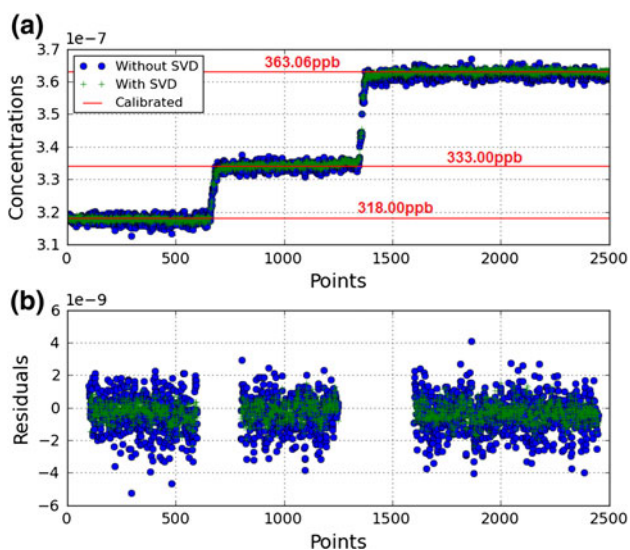 (a)
1e−7
3.7
3.6
3.5
3.4
3.3
3.2
3.1
Concentrations
Without SVD
With SVD
Calibrated
363.06ppb
333.00ppb
318.00ppb
0 500 1000 1500 2000 2500
Points
(b)
1e−9
6
4
2
0
−2
−4
−6
Residuals
0 500 1000 1500 2000 2500
Points